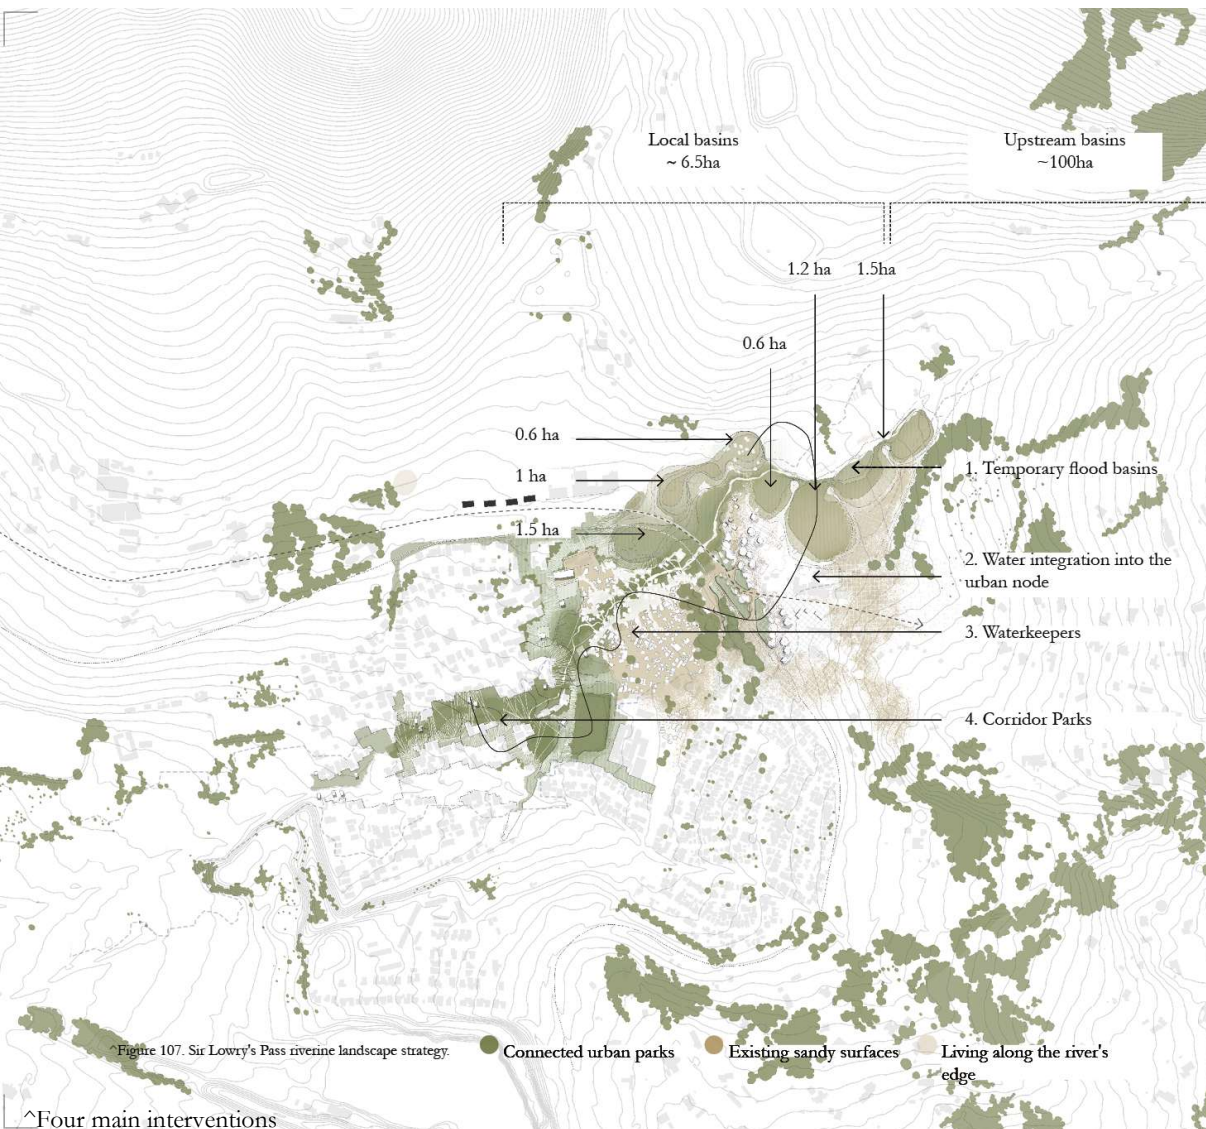 Local basins
~ 6.5ha
Upstream basins
~100ha
1.2 ha
1.5ha
0.6 ha
0.6 ha
1 ha
1.5 ha
1. Temporary flood basins
2. Water integration into the
urban node
3. Waterkeepers
4. Corridor Parks
^Figure 107. Sir Lowry's Pass riverine landscape strategy.
Connected urban parks
Existing sandy surfaces
Living along the river's
edge
^Four main interventions